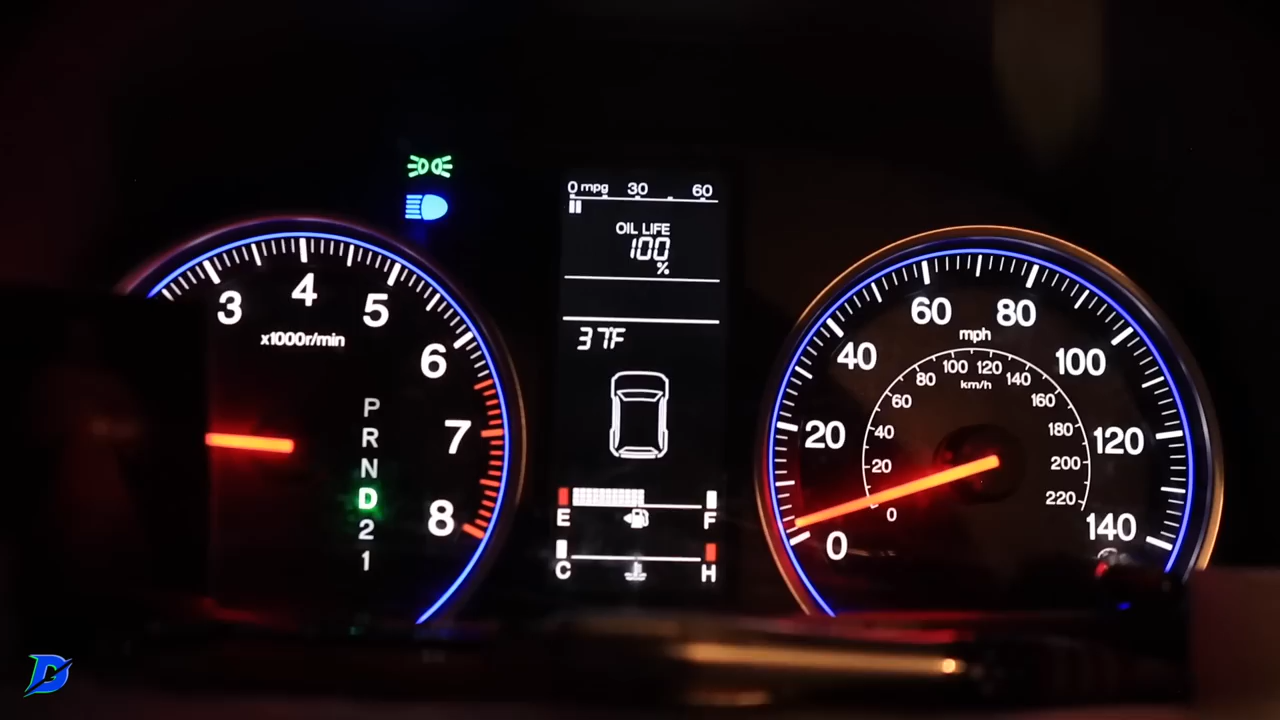 0 mpg 30 60
OIL LIFE
100
%
37°F
E F
C H
3 4 5 6 7 8
x1000r/min
P
R
N
D
2
1
0 20 40 60 80 100 120 140
mph
0 20 40 60 80 100 120 140 160 180 200 220
km/h
D